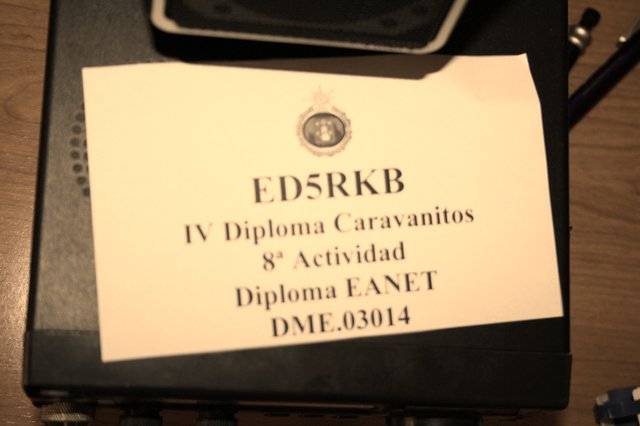 ED5RKB
IV Diploma Caravanitos
8ª Actividad
Diploma EANET
DME.03014